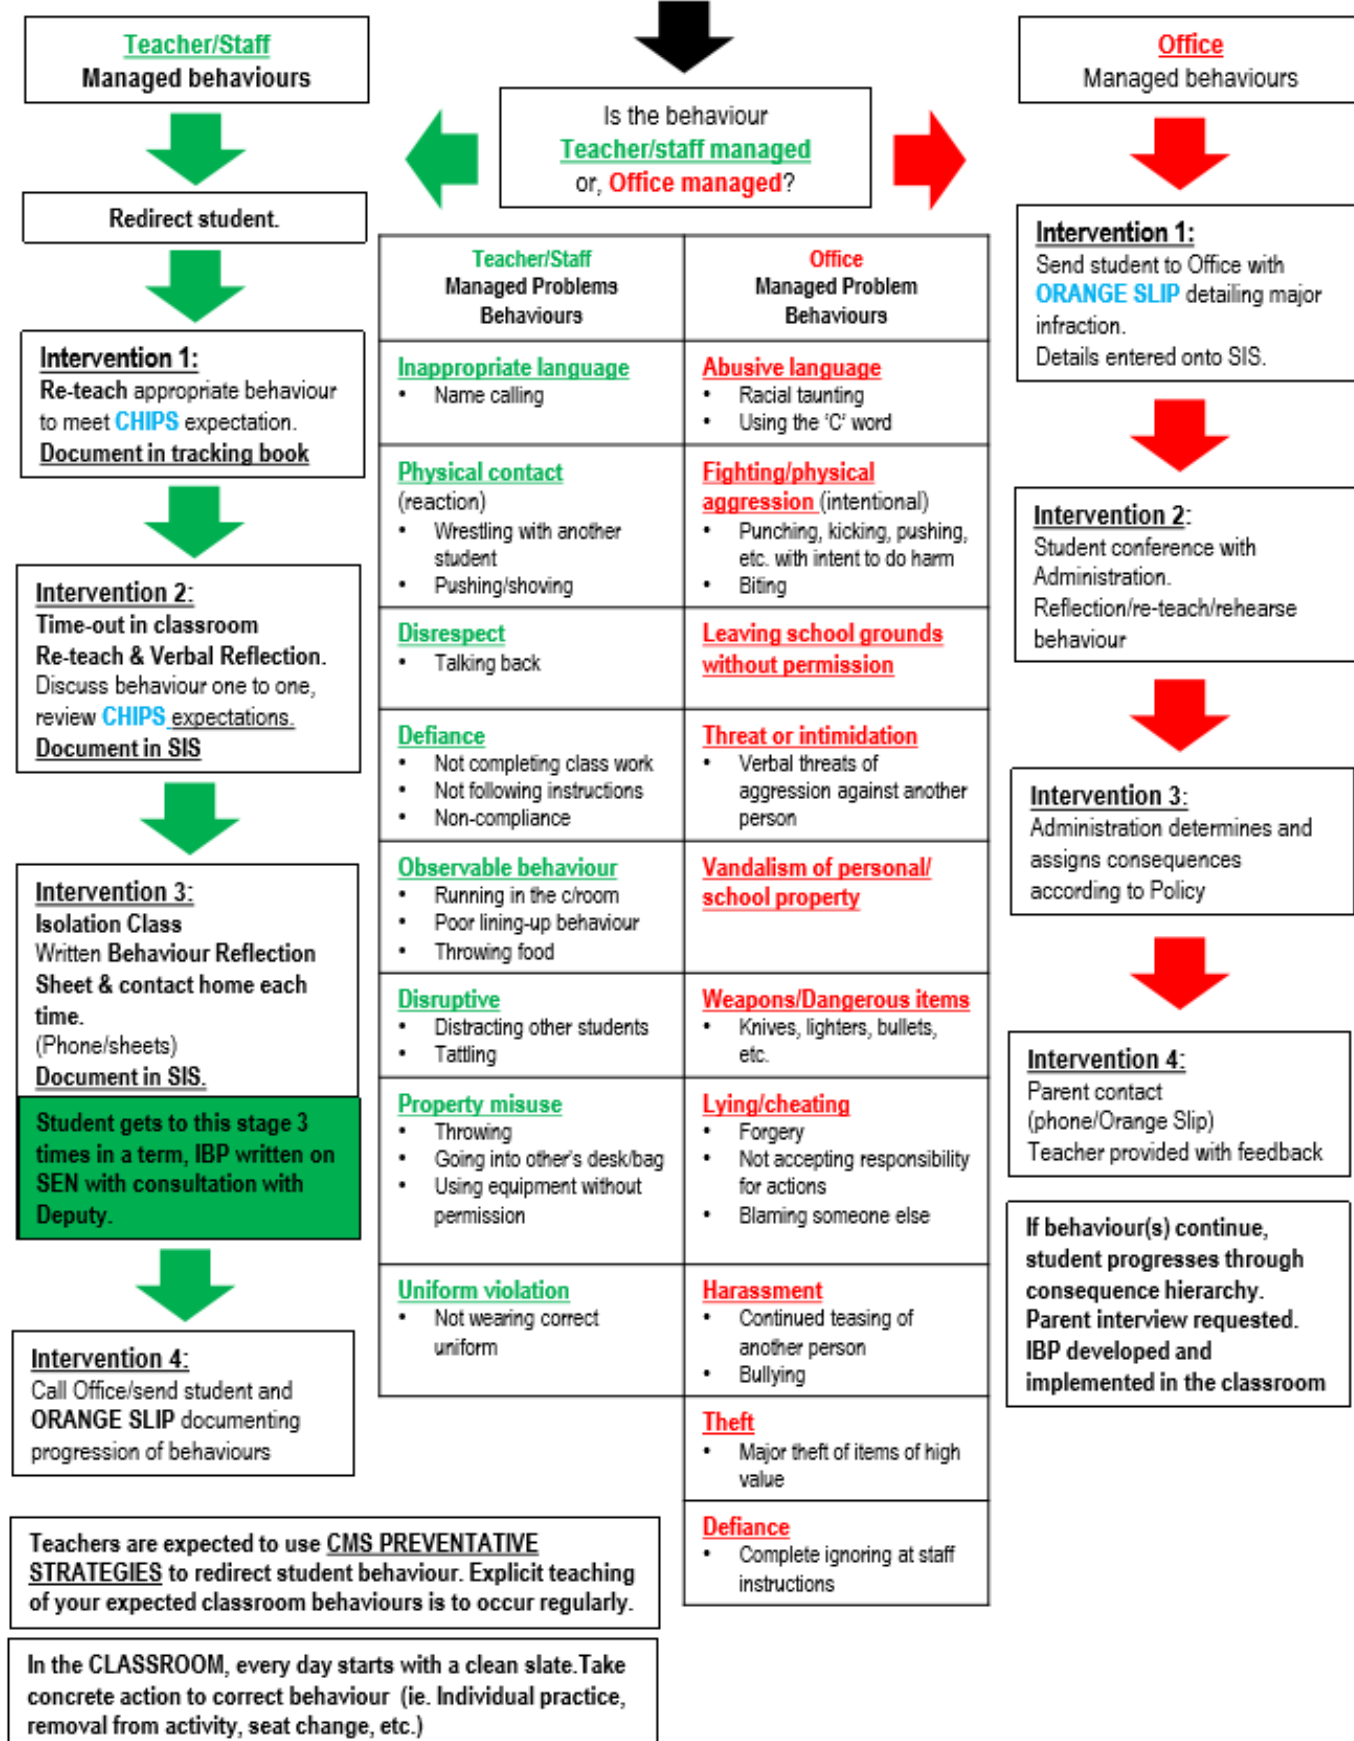 Teacher/Staff
Managed behaviours
Redirect student.
Intervention 1:
Re-teach appropriate behaviour
to meet CHIPS expectation.
Document in tracking book
Intervention 2:
Time-out in classroom
Re-teach & Verbal Reflection.
Discuss behaviour one to one,
review CHIPS expectations.
Document in SIS
Intervention 3:
Isolation Class
Written Behaviour Reflection
Sheet & contact home each
time.
(Phone/sheets)
Document in SIS.
Student gets to this stage 3
times in a term, IBP written on
SEN with consultation with
Deputy.
Intervention 4:
Call Office/send student and
ORANGE SLIP documenting
progression of behaviours
Is the behaviour
Teacher/staff managed
or, Office managed?
Teacher/Staff
Managed Problems
Behaviours
Office
Managed Problem
Behaviours
Inappropriate language
• Name calling
Abusive language
• Racial taunting
• Using the 'C' word
Physical contact
(reaction)
• Wrestling with another
student
• Pushing/shoving
Fighting/physical
aggression (intentional)
• Punching, kicking, pushing,
etc. with intent to do harm
• Biting
Disrespect
• Talking back
Leaving school grounds
without permission
Defiance
• Not completing class work
• Not following instructions
• Non-compliance
Threat or intimidation
• Verbal threats of
aggression against another
person
Observable behaviour
• Running in the c/room
• Poor lining-up behaviour
• Throwing food
Vandalism of personal/
school property
Disruptive
• Distracting other students
• Tattling
Weapons/Dangerous items
• Knives, lighters, bullets,
etc.
Property misuse
• Throwing
• Going into other's desk/bag
• Using equipment without
permission
Lying/cheating
• Forgery
• Not accepting responsibility
for actions
• Blaming someone else
Uniform violation
• Not wearing correct
uniform
Harassment
• Continued teasing of
another person
• Bullying
Theft
• Major theft of items of high
value
Defiance
• Complete ignoring at staff
instructions
Office
Managed behaviours
Intervention 1:
Send student to Office with
ORANGE SLIP detailing major
infraction.
Details entered onto SIS.
Intervention 2:
Student conference with
Administration.
Reflection/re-teach/rehearse
behaviour
Intervention 3:
Administration determines and
assigns consequences
according to Policy
Intervention 4:
Parent contact
(phone/Orange Slip)
Teacher provided with feedback
If behaviour(s) continue,
student progresses through
consequence hierarchy.
Parent interview requested.
IBP developed and
implemented in the classroom
Teachers are expected to use CMS PREVENTATIVE
STRATEGIES to redirect student behaviour. Explicit teaching
of your expected classroom behaviours is to occur regularly.
In the CLASSROOM, every day starts with a clean slate.Take
concrete action to correct behaviour (ie. Individual practice,
removal from activity, seat change, etc.)